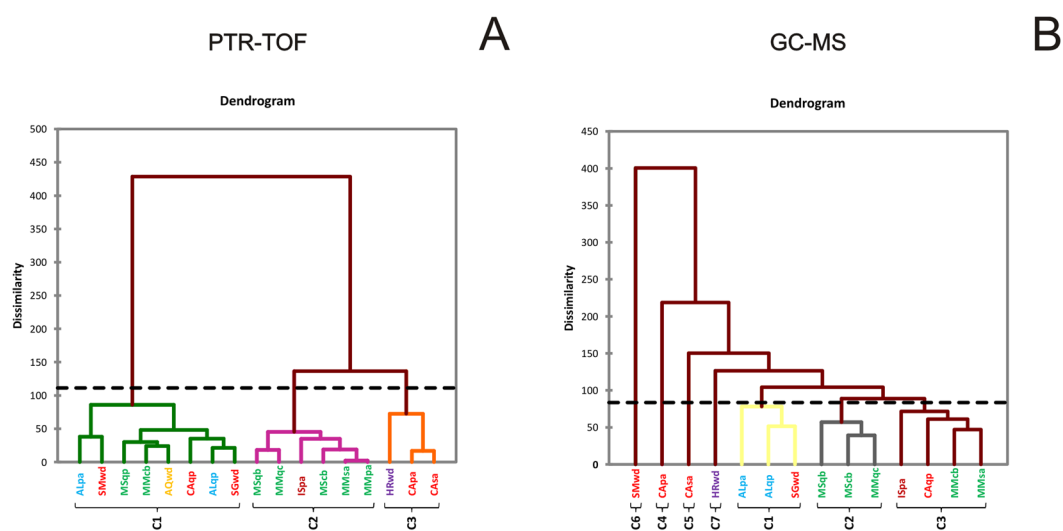 PTR-TOF
A
Dendrogram
500
450
400
350
300
250
200
150
100
50
0
Dissimilarity
ALpa SMwd MSqp MMcb ACwd CAqp ALqp SGwd MSqb MMqc ISpa MScb MMsa MMpa HRwd CApa CAsa
C1 C2 C3
GC-MS
B
Dendrogram
450
400
350
300
250
200
150
100
50
0
Dissimilarity
SMwd CApa CAsa HRwd ALpa ALqp SGwd MSqb MScb MMqc ISpa CAqp MMcb MMsa
C6 C4 C5 C7 C1 C2 C3